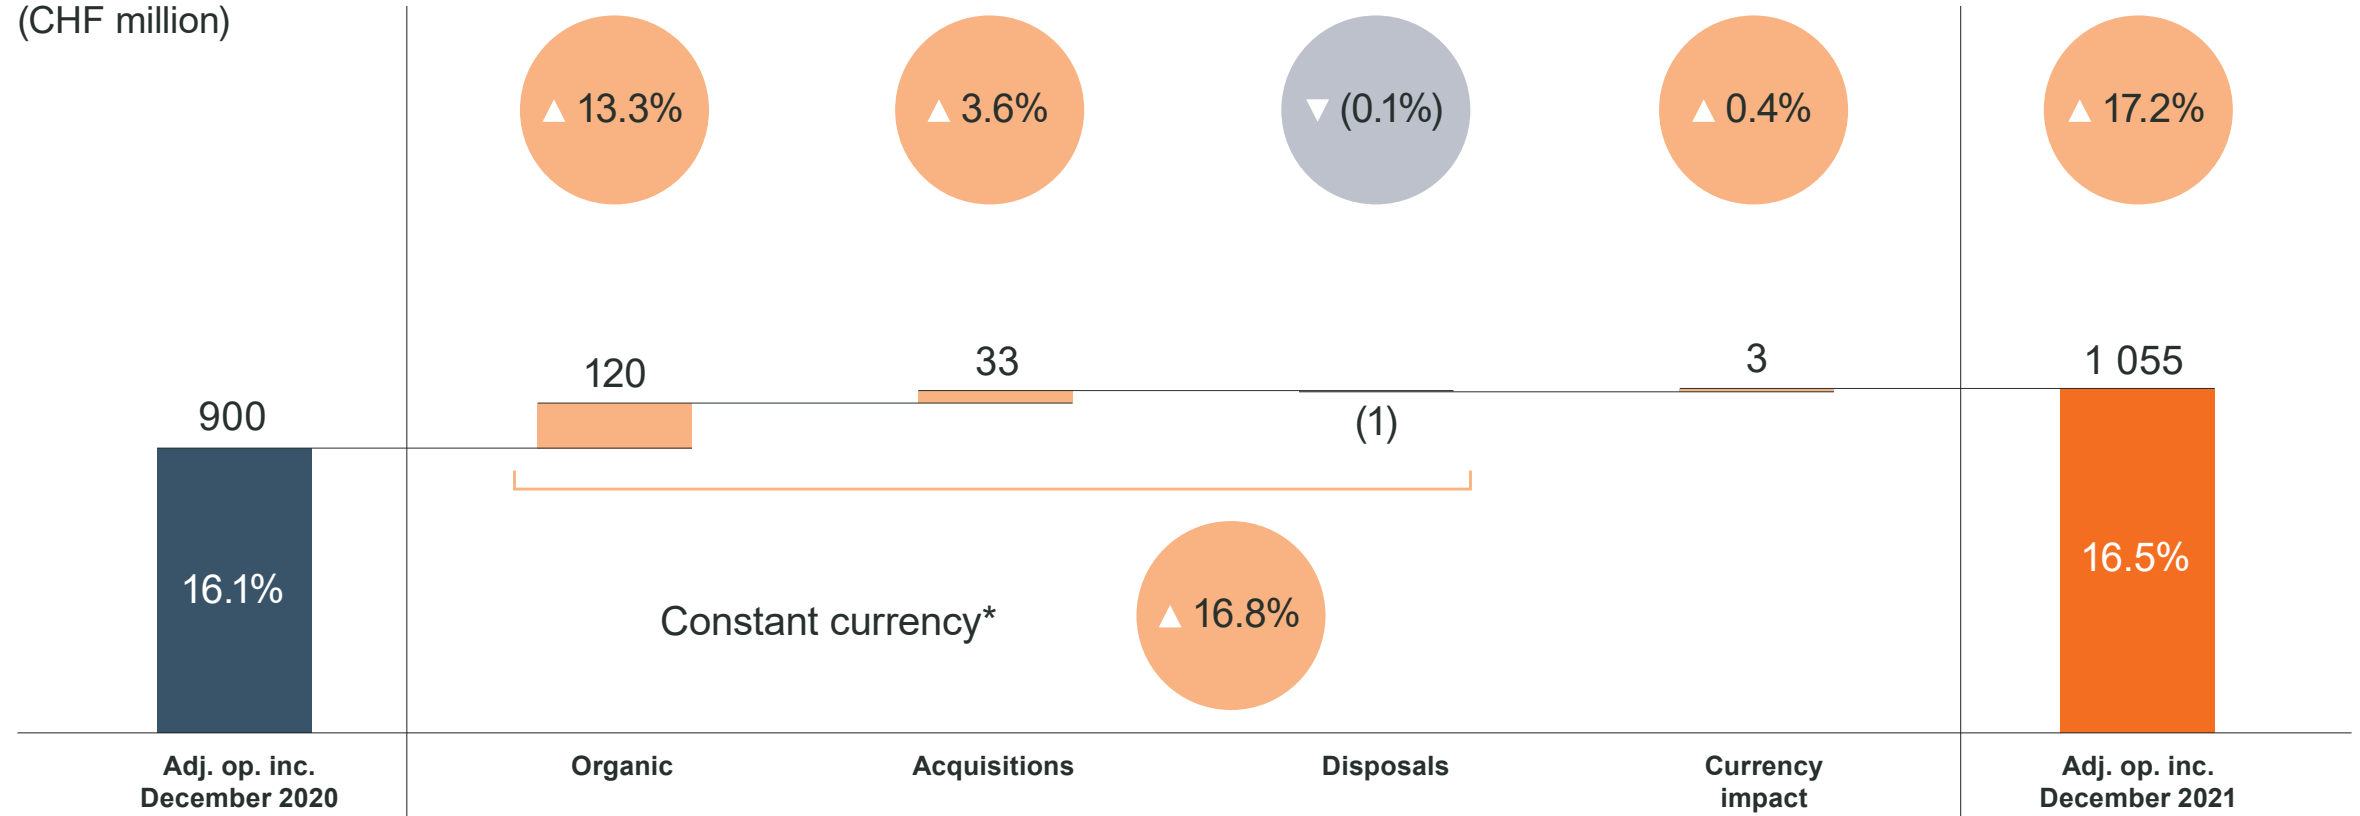 (CHF million)
▲ 13.3%
▲ 3.6%
▼ (0.1%)
▲ 0.4%
▲ 17.2%
900
120
33
(1)
3
1 055
16.1%
16.5%
Constant currency*
▲ 16.8%
Adj. op. inc.
December 2020
Organic
Acquisitions
Disposals
Currency
impact
Adj. op. inc.
December 2021